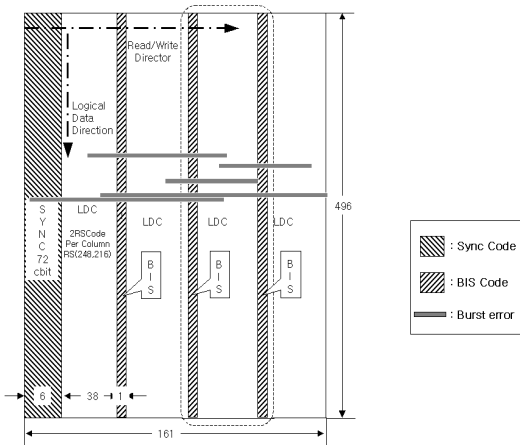 Read/Write
Director
Logical
Data
Direction
S
Y
N
C
72
cbit
LDC
2RSCode
Per Column
RS(248,216)
LDC
LDC
LDC
B
I
S
B
I
S
B
I
S
496
: Sync Code
: BIS Code
: Burst error
6
38
1
161